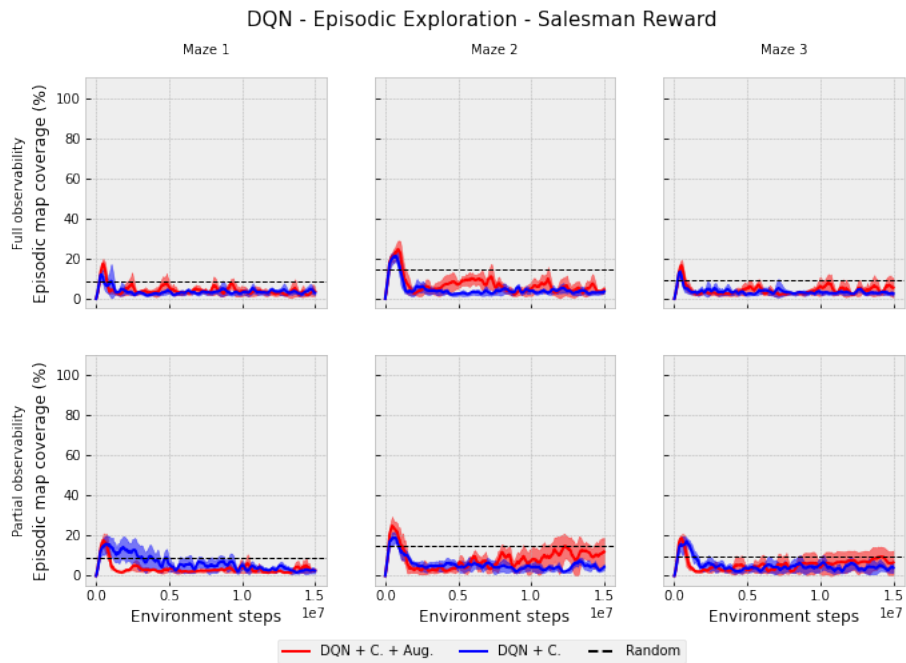 DQN - Episodic Exploration - Salesman Reward
Maze 1
Maze 2
Maze 3
Full observability
Episodic map coverage (%)
100
80
60
40
20
0
Partial observability
Episodic map coverage (%)
100
80
60
40
20
0
0.0 0.5 1.0 1.5
1e7
Environment steps
0.0 0.5 1.0 1.5
1e7
Environment steps
0.0 0.5 1.0 1.5
1e7
Environment steps
DQN + C. + Aug.
DQN + C.
Random